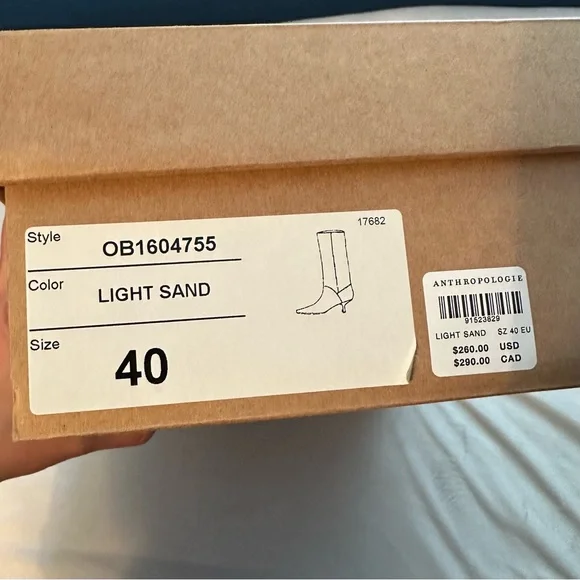 Style
OB1604755
17682
Color
LIGHT SAND
Size
40
ANTHROPOLOGIE
91523829
LIGHT SAND SZ 40 EU
$260.00 USD
$290.00 CAD